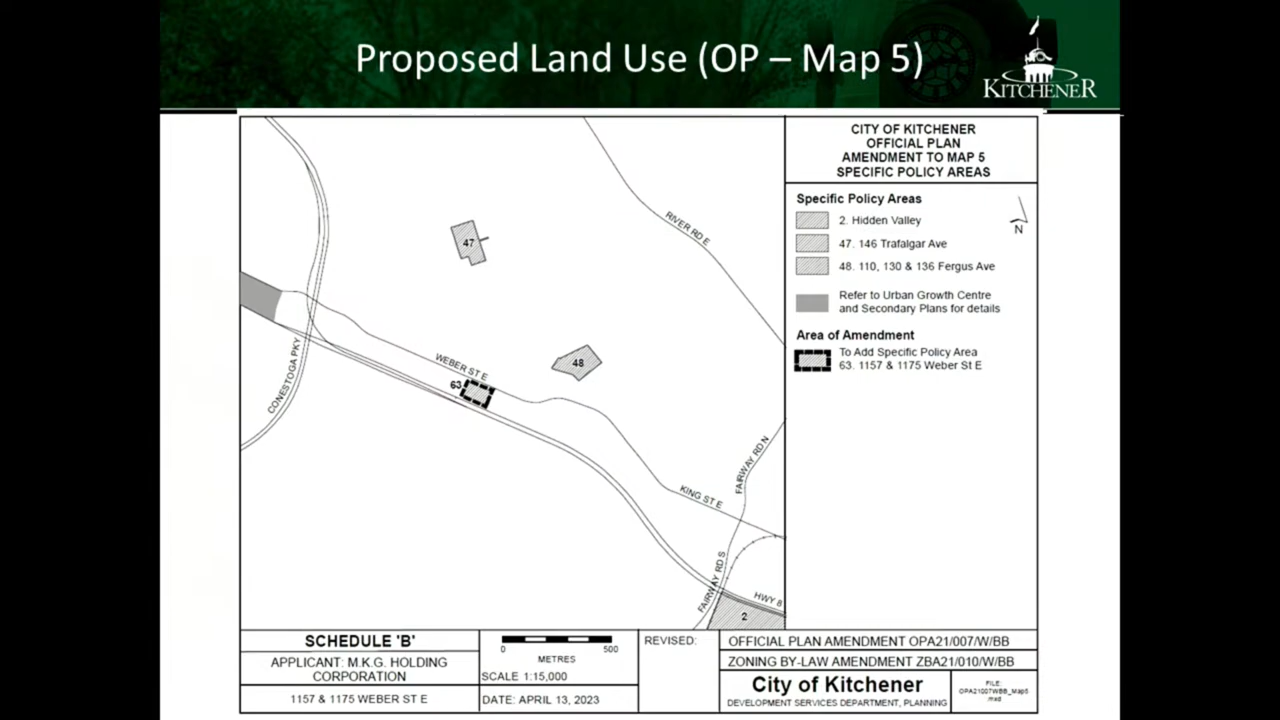 Proposed Land Use (OP – Map 5)
KITCHENER
CITY OF KITCHENER
OFFICIAL PLAN
AMENDMENT TO MAP 5
SPECIFIC POLICY AREAS
Specific Policy Areas
2. Hidden Valley
47. 146 Trafalgar Ave
48. 110, 130 & 136 Fergus Ave
Refer to Urban Growth Centre
and Secondary Plans for details
Area of Amendment
To Add Specific Policy Area
63. 1157 & 1175 Weber St E
N
RIVER RD E
47
WEBER ST E
48
63
CONESTOGA PKY
FAIRWAY RD N
KING ST E
FAIRWAY RD S
HWY 8
2
SCHEDULE 'B'
APPLICANT: M.K.G. HOLDING
CORPORATION
1157 & 1175 WEBER ST E
0 500
METRES
SCALE 1:15,000
DATE: APRIL 13, 2023
REVISED:
OFFICIAL PLAN AMENDMENT OPA21/007/W/BB
ZONING BY-LAW AMENDMENT ZBA21/010/W/BB
City of Kitchener
DEVELOPMENT SERVICES DEPARTMENT, PLANNING
FILE:
OPA21007WBB_Map5
.mxd